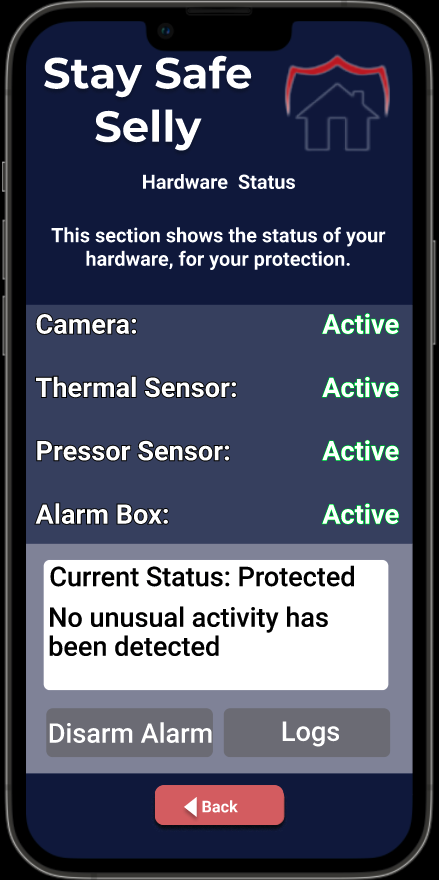 Stay Safe
Selly
Hardware Status
This section shows the status of your
hardware, for your protection.
Camera: Active
Thermal Sensor: Active
Pressor Sensor: Active
Alarm Box: Active
Current Status: Protected
No unusual activity has
been detected
Disarm Alarm Logs
Back